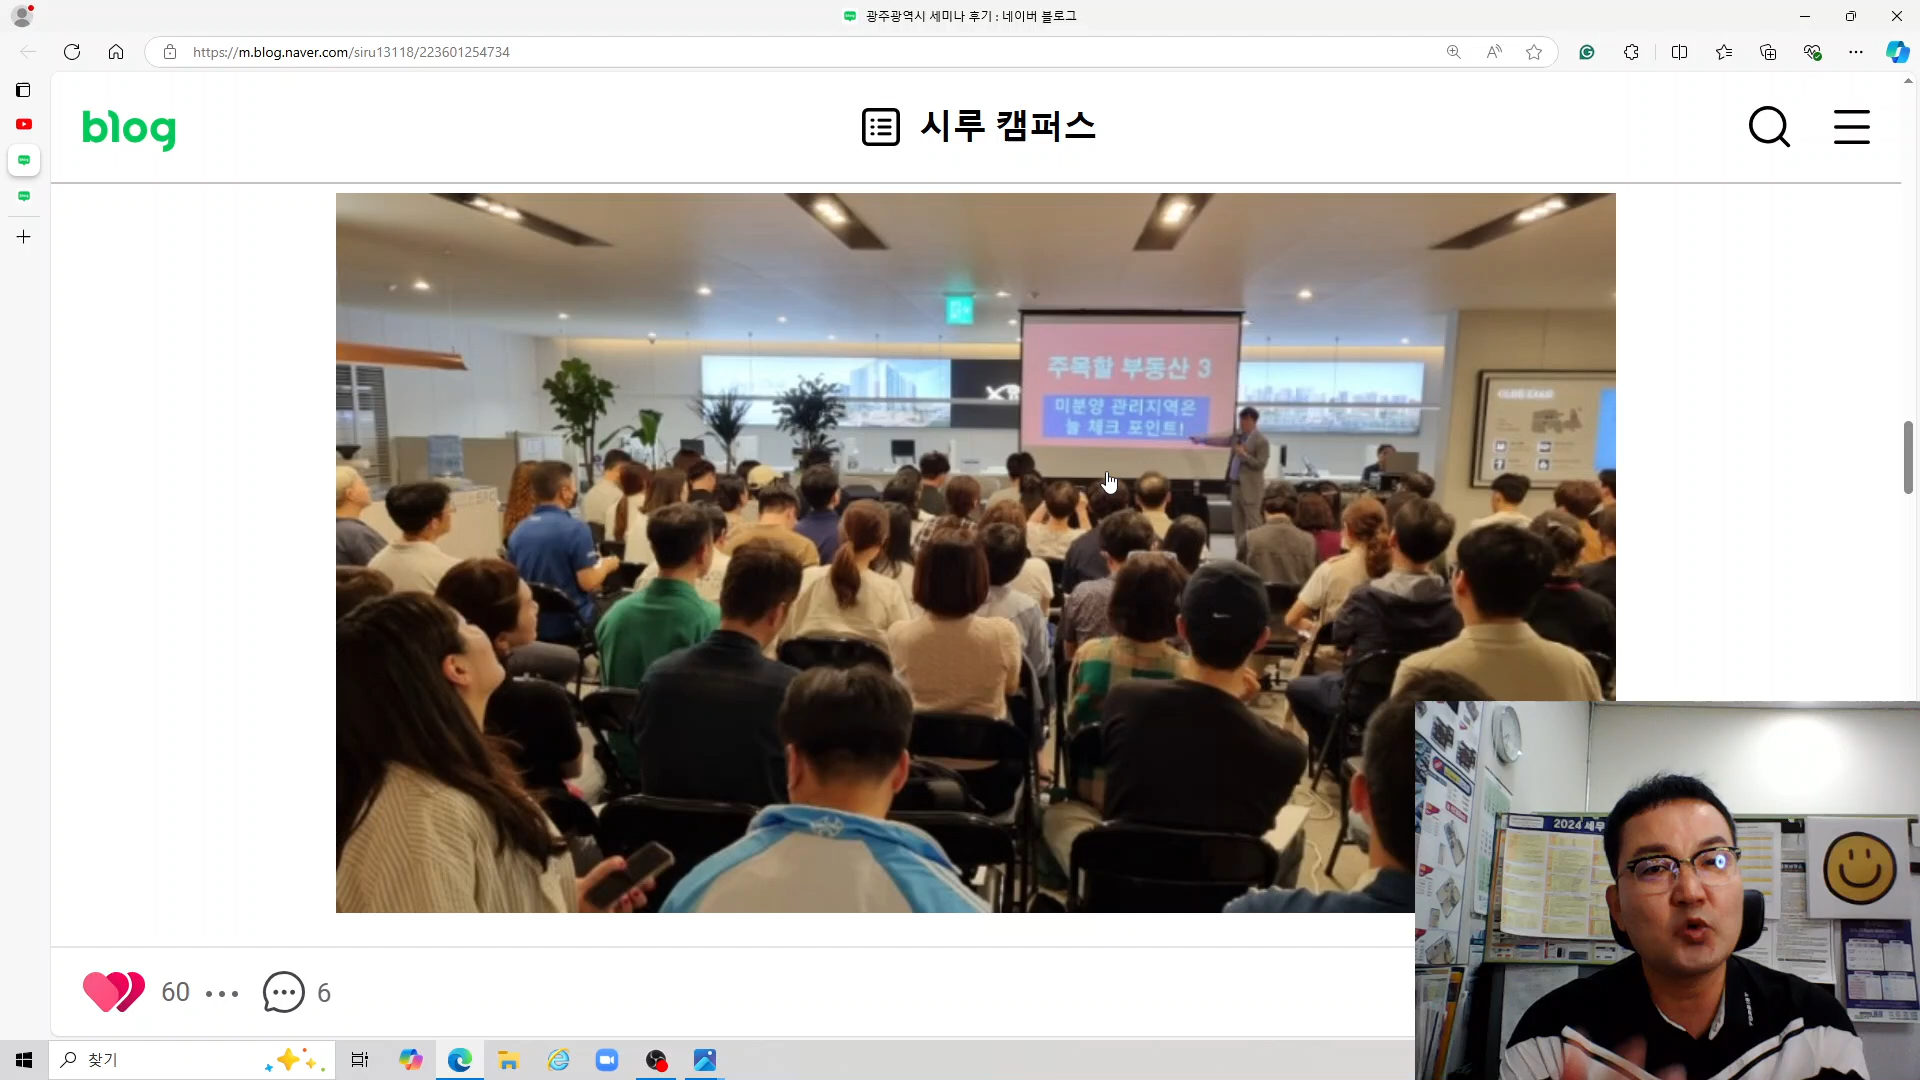 광주광역시 세미나 후기 : 네이버 블로그
https://m.blog.naver.com/siru13118/223601254734
blog
시루 캠퍼스
주목할 부동산 3
미분양 관리지역은
늘 체크 포인트!
2024 세무
60
6
찾기